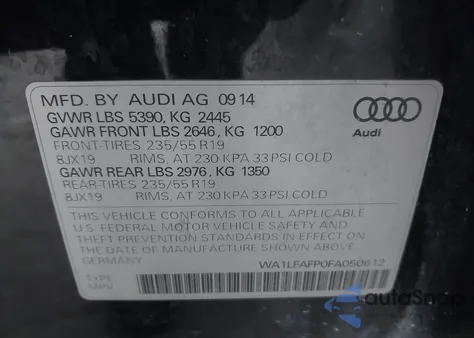 MFD. BY AUDI AG 09 14
GVWR LBS 5390, KG 2445
GAWR FRONT LBS 2646, KG 1200
FRONT-TIRES 235/55 R19
8JX19 RIMS, AT 230 KPA 33 PSI COLD
GAWR REAR LBS 2976, KG 1350
REAR-TIRES 235/55 R19
8JX19 RIMS, AT 230 KPA 33 PSI COLD
THIS VEHICLE CONFORMS TO ALL APPLICABLE
U.S. FEDERAL MOTOR VEHICLE SAFETY AND
THEFT PREVENTION STANDARDS IN EFFECT ON
THE DATE OF MANUFACTURE SHOWN ABOVE.
GERMANY WA1LFAFP0FA050612
TYPE:
MPV
Audi
autoSnap